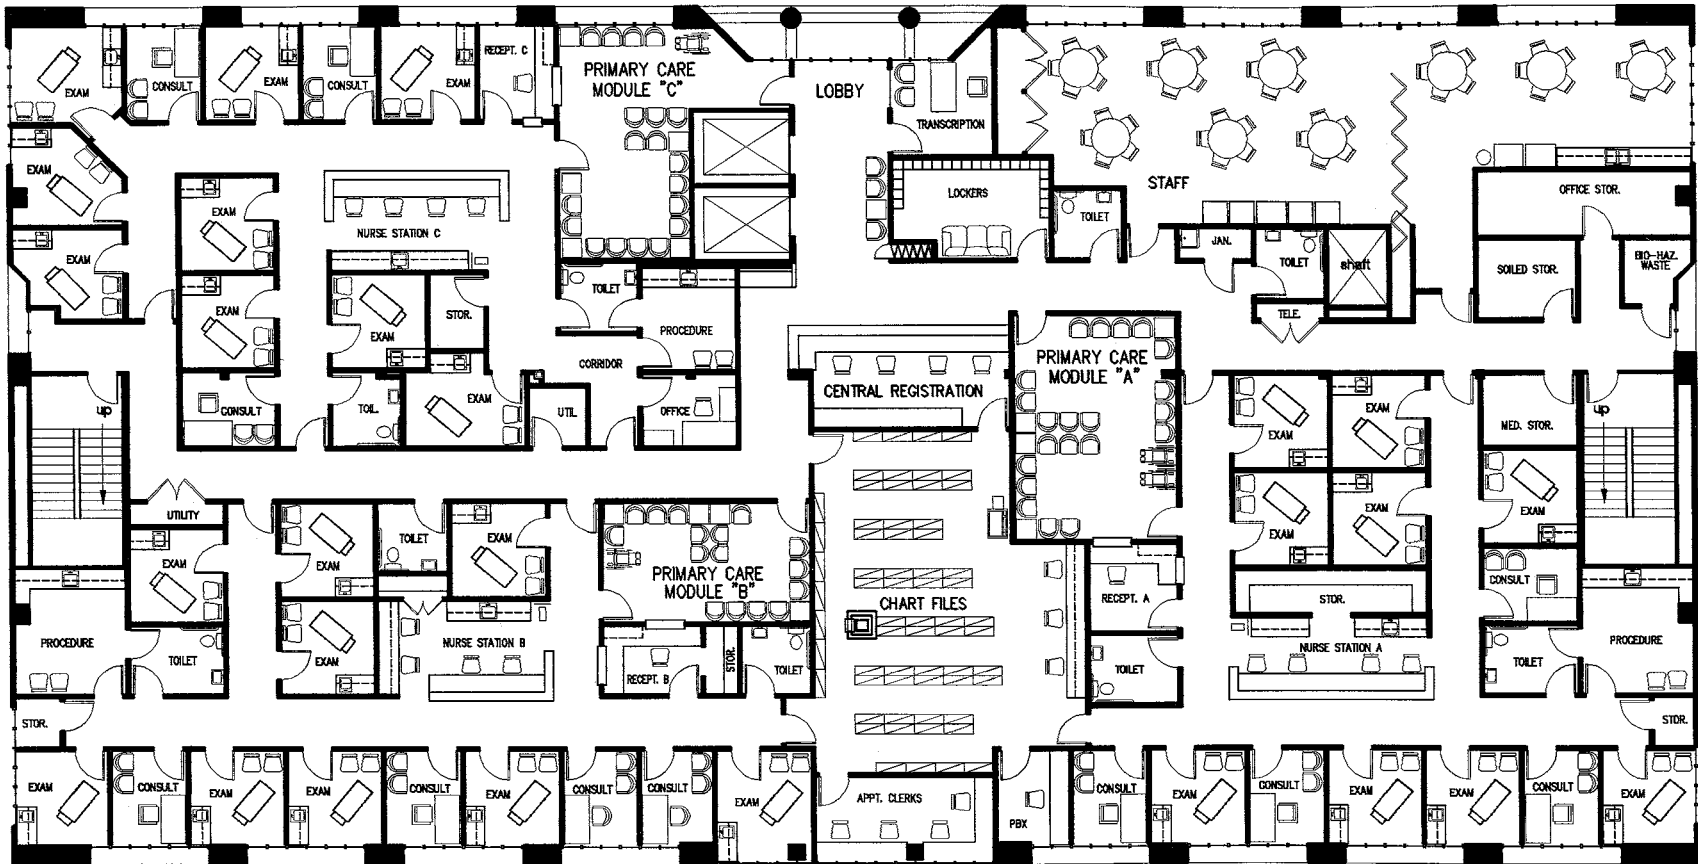 EXAM
CONSULT
EXAM
CONSULT
EXAM
RECEPT. C
PRIMARY CARE
MODULE "C"
LOBBY
TRANSCRIPTION
STAFF
LOCKERS
TOILET
OFFICE STOR.
EXAM
EXAM
EXAM
NURSE STATION C
JAN.
TOILET
shaft
SOILED STOR.
BIO-HAZ.
WASTE
EXAM
EXAM
STOR.
TOILET
PROCEDURE
TELE.
CORRIDOR
PRIMARY CARE
MODULE "A"
CENTRAL REGISTRATION
up
CONSULT
TOIL.
EXAM
UTIL
OFFICE
EXAM
EXAM
MED. STOR.
up
UTILITY
EXAM
TOILET
EXAM
EXAM
EXAM
EXAM
EXAM
PRIMARY CARE
MODULE "B"
CHART FILES
RECEPT. A
STOR.
CONSULT
PROCEDURE
TOILET
EXAM
NURSE STATION B
RECEPT. B
STOR.
TOILET
TOILET
NURSE STATION A
TOILET
PROCEDURE
STOR.
STOR.
EXAM
CONSULT
EXAM
EXAM
CONSULT
EXAM
CONSULT
CONSULT
EXAM
APPT. CLERKS
PBX
CONSULT
EXAM
CONSULT
EXAM
EXAM
CONSULT
EXAM